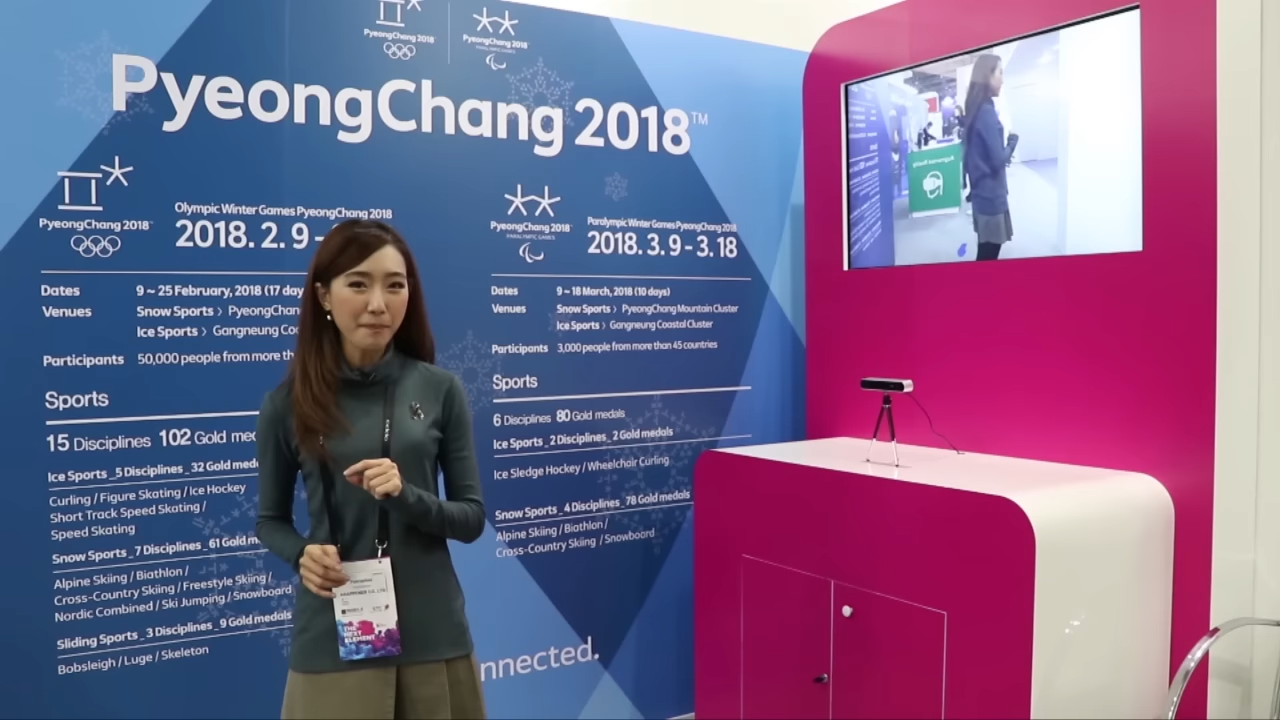 PyeongChang 2018
PyeongChang 2018
PARALYMPIC GAMES
PyeongChang 2018™
PyeongChang 2018™
Olympic Winter Games PyeongChang 2018
2018. 2. 9 -
Dates 9 ~ 25 February, 2018 (17 day
Venues Snow Sports > PyeongChan
Ice Sports > Gangneung Coa
Participants 50,000 people from more th
Sports
15 Disciplines 102 Gold med
Ice Sports _5 Disciplines _32 Gold meda
Curling / Figure Skating / Ice Hockey
Short Track Speed Skating /
Speed Skating
Snow Sports _7 Disciplines _61 Gold m
Alpine Skiing / Biathlon /
Cross-Country Skiing / Freestyle Skiing /
Nordic Combined / Ski Jumping / Snowboard
Sliding Sports _3 Disciplines _9 Gold medals
Bobsleigh / Luge / Skeleton
PyeongChang 2018™
PARALYMPIC GAMES
Paralympic Winter Games PyeongChang 2018
2018. 3. 9 - 3. 18
Dates 9 ~ 18 March, 2018 (10 days)
Venues Snow Sports > PyeongChang Mountain Cluster
Ice Sports > Gangneung Coastal Cluster
Participants 3,000 people from more than 45 countries
Sports
6 Disciplines 80 Gold medals
Ice Sports _2 Disciplines _2 Gold medals
Ice Sledge Hockey / Wheelchair Curling
Snow Sports _4 Disciplines _78 Gold medals
Alpine Skiing / Biathlon /
Cross-Country Skiing / Snowboard
nnected.
THE
NEXT
ELEMENT